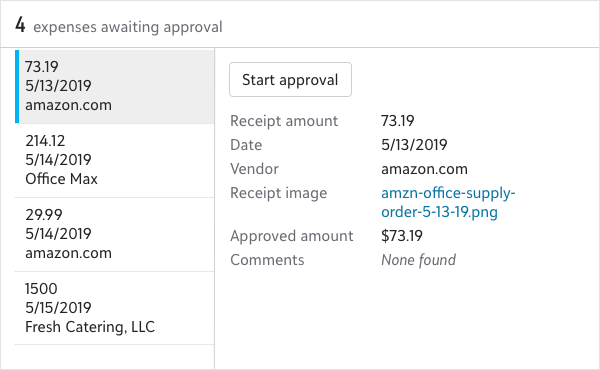 4 expenses awaiting approval
73.19
5/13/2019
amazon.com
214.12
5/14/2019
Office Max
29.99
5/14/2019
amazon.com
1500
5/15/2019
Fresh Catering, LLC
Start approval
Receipt amount 73.19
Date 5/13/2019
Vendor amazon.com
Receipt image amzn-office-supply-
order-5-13-19.png
Approved amount $73.19
Comments None found